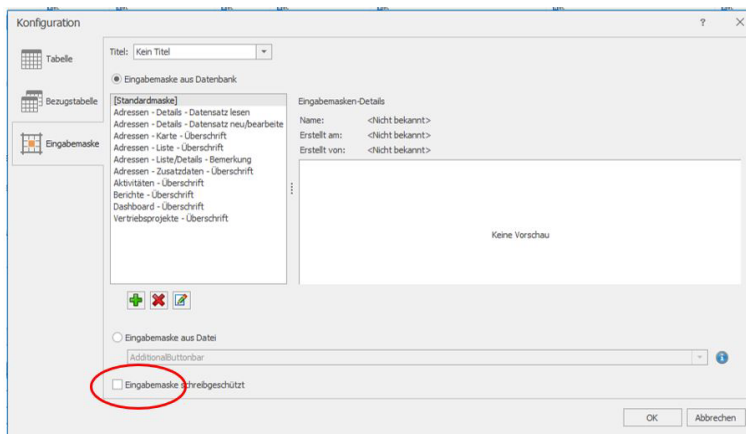 Konfiguration
?
Tabelle
Bezugstabelle
Eingabemaske
Titel: Kein Titel
Eingabemaske aus Datenbank
[Standardmaske]
Adressen - Details - Datensatz lesen
Adressen - Details - Datensatz neu/bearbeite
Adressen - Karte - Überschrift
Adressen - Liste - Überschrift
Adressen - Liste/Details - Bemerkung
Adressen - Zusatzdaten - Überschrift
Aktivitäten - Überschrift
Berichte - Überschrift
Dashboard - Überschrift
Vertriebsprojekte - Überschrift
Eingabemasken-Details
Name: <Nicht bekannt>
Erstellt am: <Nicht bekannt>
Erstellt von: <Nicht bekannt>
Keine Vorschau
Eingabemaske aus Datei
AdditionalButtonbar
Eingabemaske schreibgeschützt
OK Abbrechen